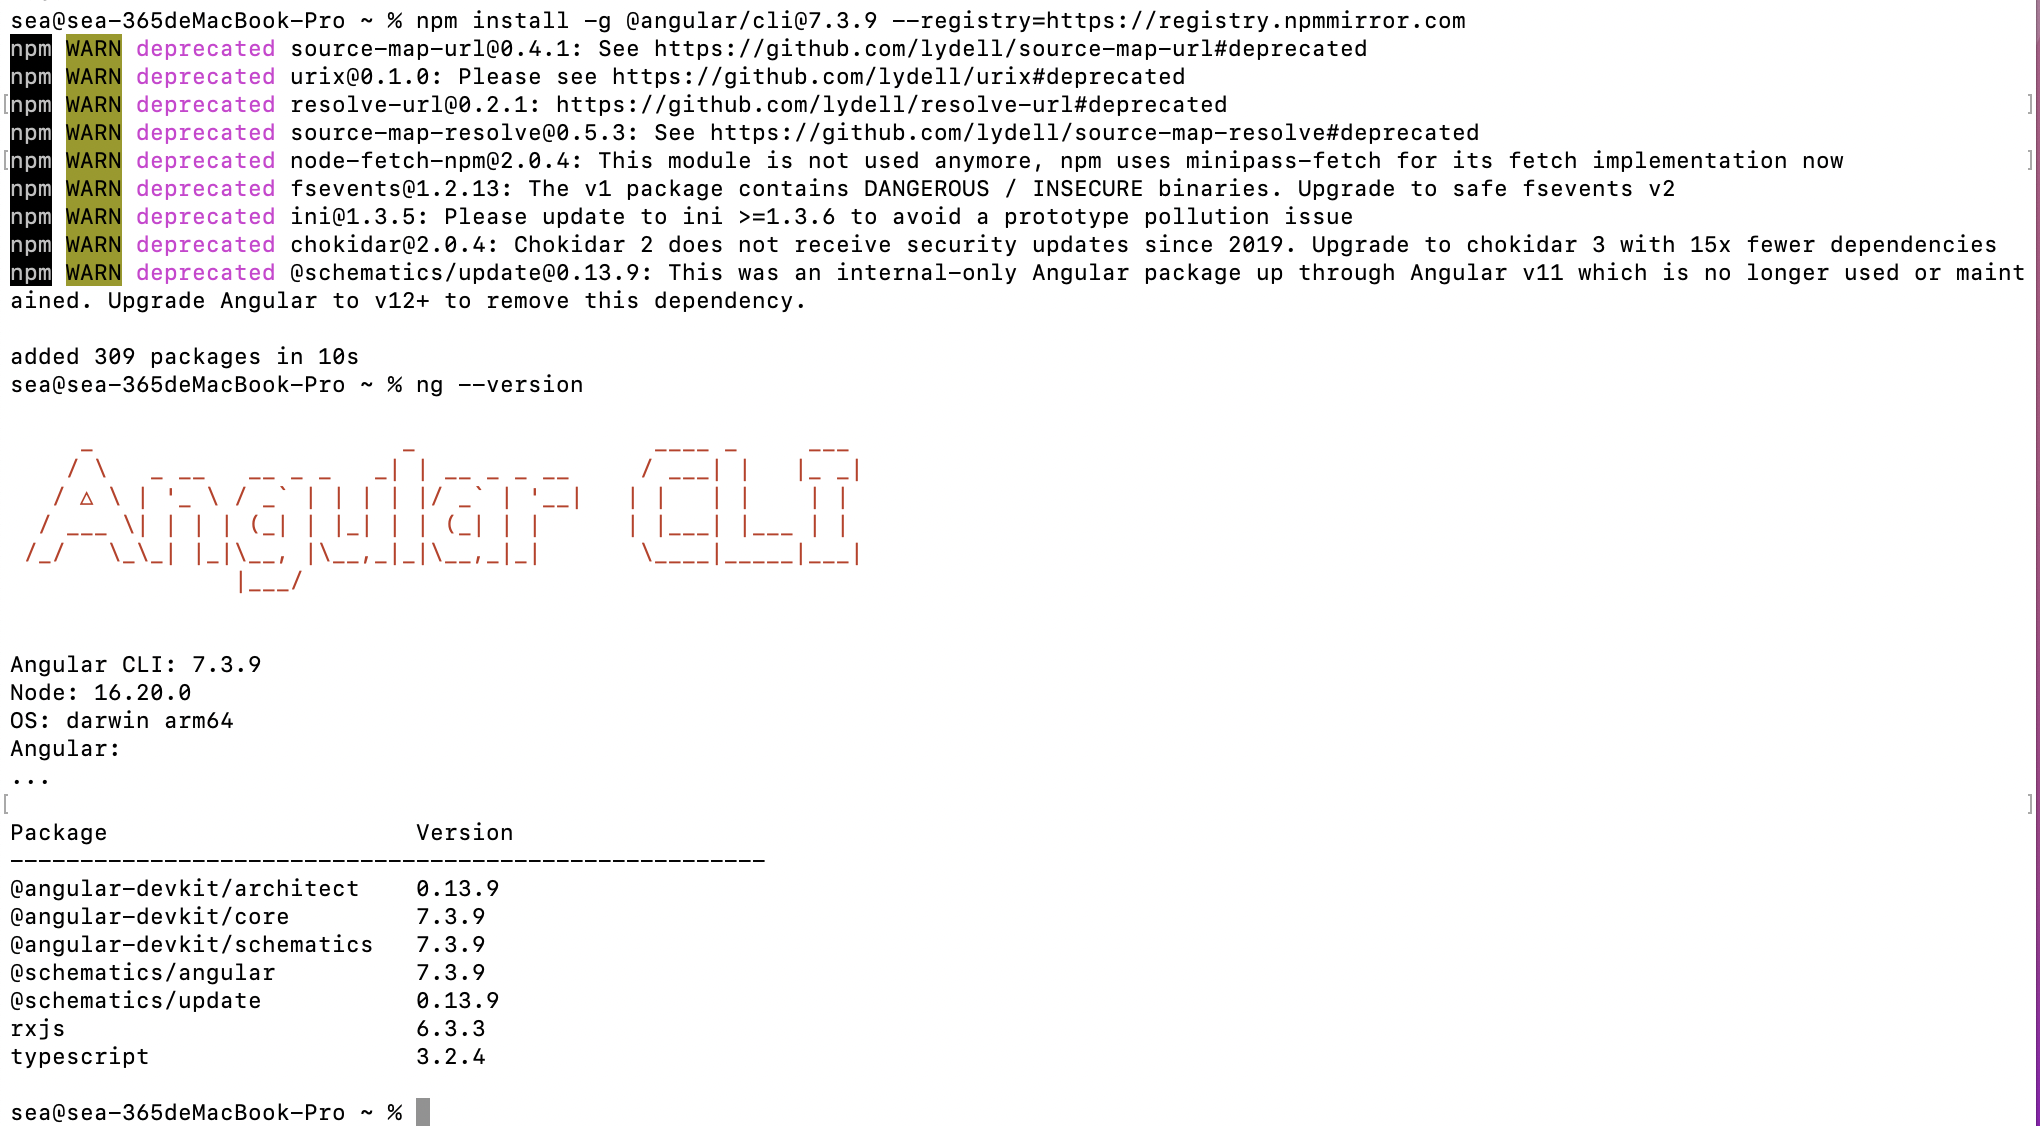 sea@sea-365deMacBook-Pro ~ % npm install -g @angular/cli@7.3.9 --registry=https://registry.npmmirror.com
npm WARN deprecated source-map-url@0.4.1: See https://github.com/lydell/source-map-url#deprecated
npm WARN deprecated urix@0.1.0: Please see https://github.com/lydell/urix#deprecated
npm WARN deprecated resolve-url@0.2.1: https://github.com/lydell/resolve-url#deprecated
npm WARN deprecated source-map-resolve@0.5.3: See https://github.com/lydell/source-map-resolve#deprecated
npm WARN deprecated node-fetch-npm@2.0.4: This module is not used anymore, npm uses minipass-fetch for its fetch implementation now
npm WARN deprecated fsevents@1.2.13: The v1 package contains DANGEROUS / INSECURE binaries. Upgrade to safe fsevents v2
npm WARN deprecated ini@1.3.5: Please update to ini >=1.3.6 to avoid a prototype pollution issue
npm WARN deprecated chokidar@2.0.4: Chokidar 2 does not receive security updates since 2019. Upgrade to chokidar 3 with 15x fewer dependencies
npm WARN deprecated @schematics/update@0.13.9: This was an internal-only Angular package up through Angular v11 which is no longer used or maint
ained. Upgrade Angular to v12+ to remove this dependency.
added 309 packages in 10s
sea@sea-365deMacBook-Pro ~ % ng --version
Angular CLI
Angular CLI: 7.3.9
Node: 16.20.0
OS: darwin arm64
Angular:
...
Package Version
------------------------------------------------------
@angular-devkit/architect 0.13.9
@angular-devkit/core 7.3.9
@angular-devkit/schematics 7.3.9
@schematics/angular 7.3.9
@schematics/update 0.13.9
rxjs 6.3.3
typescript 3.2.4
sea@sea-365deMacBook-Pro ~ %